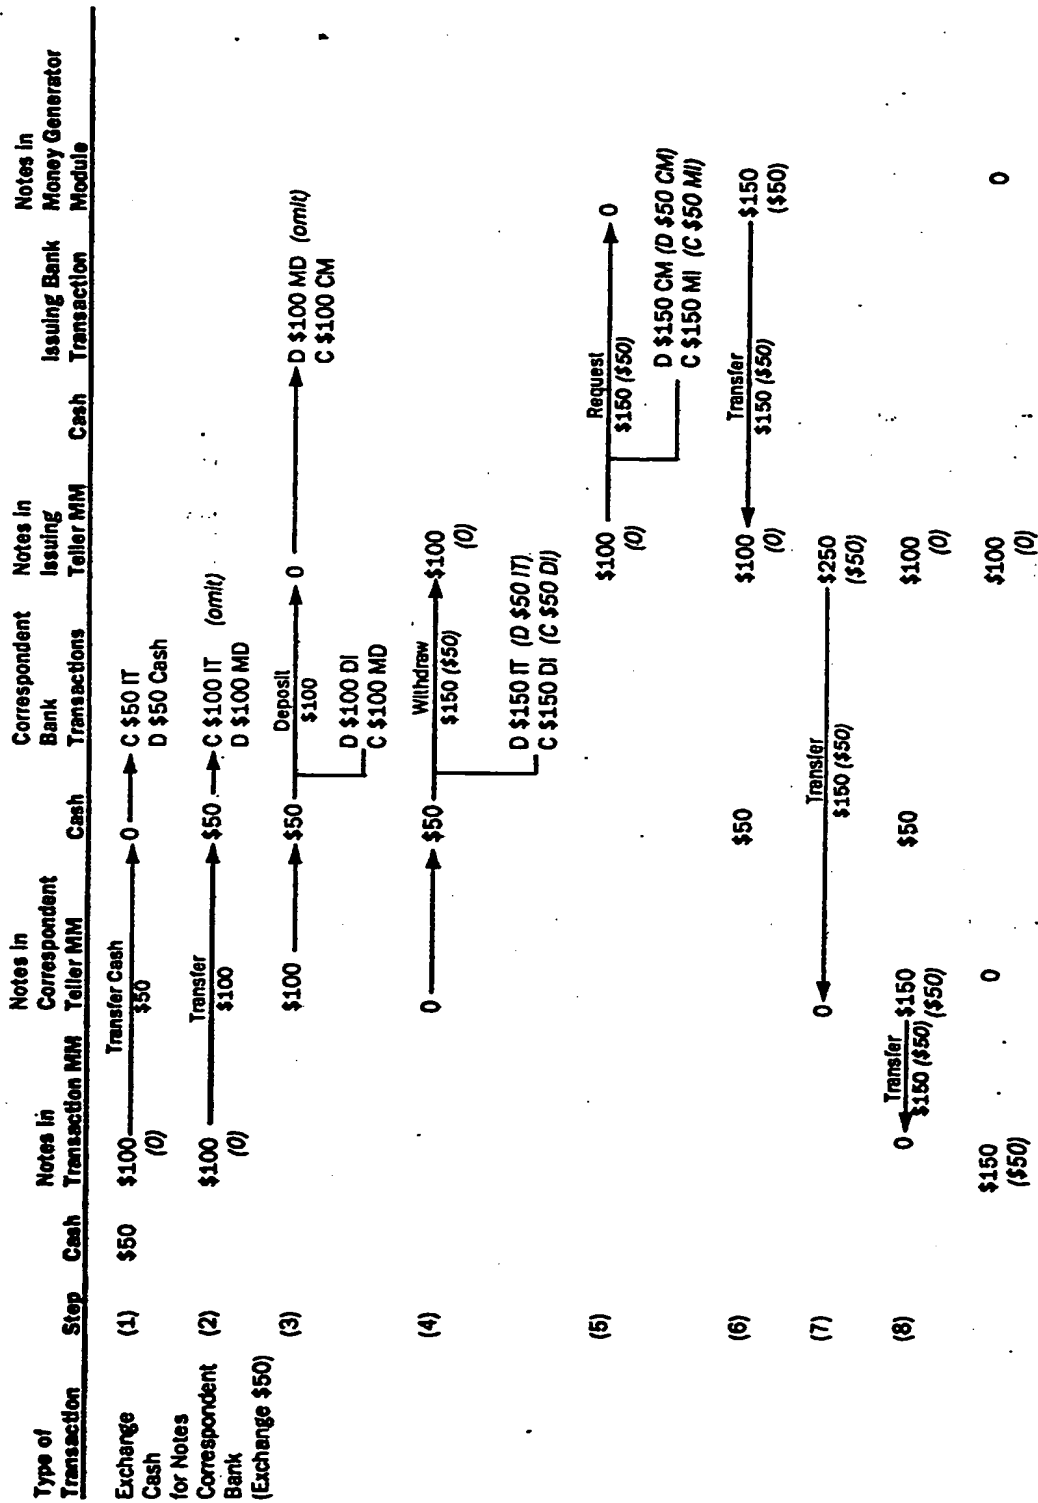 Type of
Transaction
Step
Cash
Notes in
Transaction MM
Notes in
Correspondent
Teller MM
Cash
Correspondent
Bank
Transactions
Notes in
Issuing
Teller MM
Cash
Issuing Bank
Transaction
Notes in
Money Generator
Module
Exchange
Cash
for Notes
Correspondent
Bank
(Exchange $50)
(1)
$50
$100
(0)
Transfer Cash
$50
0
C $50 IT
D $50 Cash
(2)
$100
(0)
Transfer
$100
$50
C $100 IT (omit)
D $100 MD
(3)
$100
$50
Deposit
$100
D $100 DI
C $100 MD
0
D $100 MD (omit)
C $100 CM
(4)
0
$50
Withdraw
$150 ($50)
D $150 IT (D $50 IT)
C $150 DI (C $50 DI)
$100
(0)
(5)
$100
(0)
Request
$150 ($50)
D $150 CM (D $50 CM)
C $150 MI (C $50 MI)
0
(6)
$50
$100
(0)
Transfer
$150 ($50)
$150
($50)
(7)
0
Transfer
$150 ($50)
$250
($50)
(8)
0
Transfer
$150 ($50)
$150
($50)
$50
$100
(0)
$150
($50)
0
$100
(0)
0